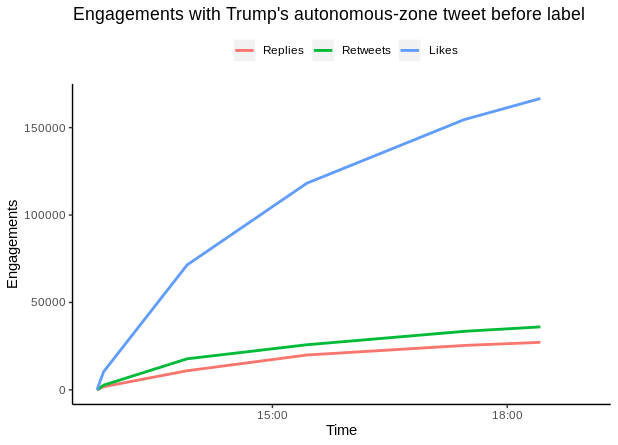 Engagements with Trump's autonomous-zone tweet before label
Replies Retweets Likes
Engagements
150000
100000
50000
0
15:00 18:00
Time